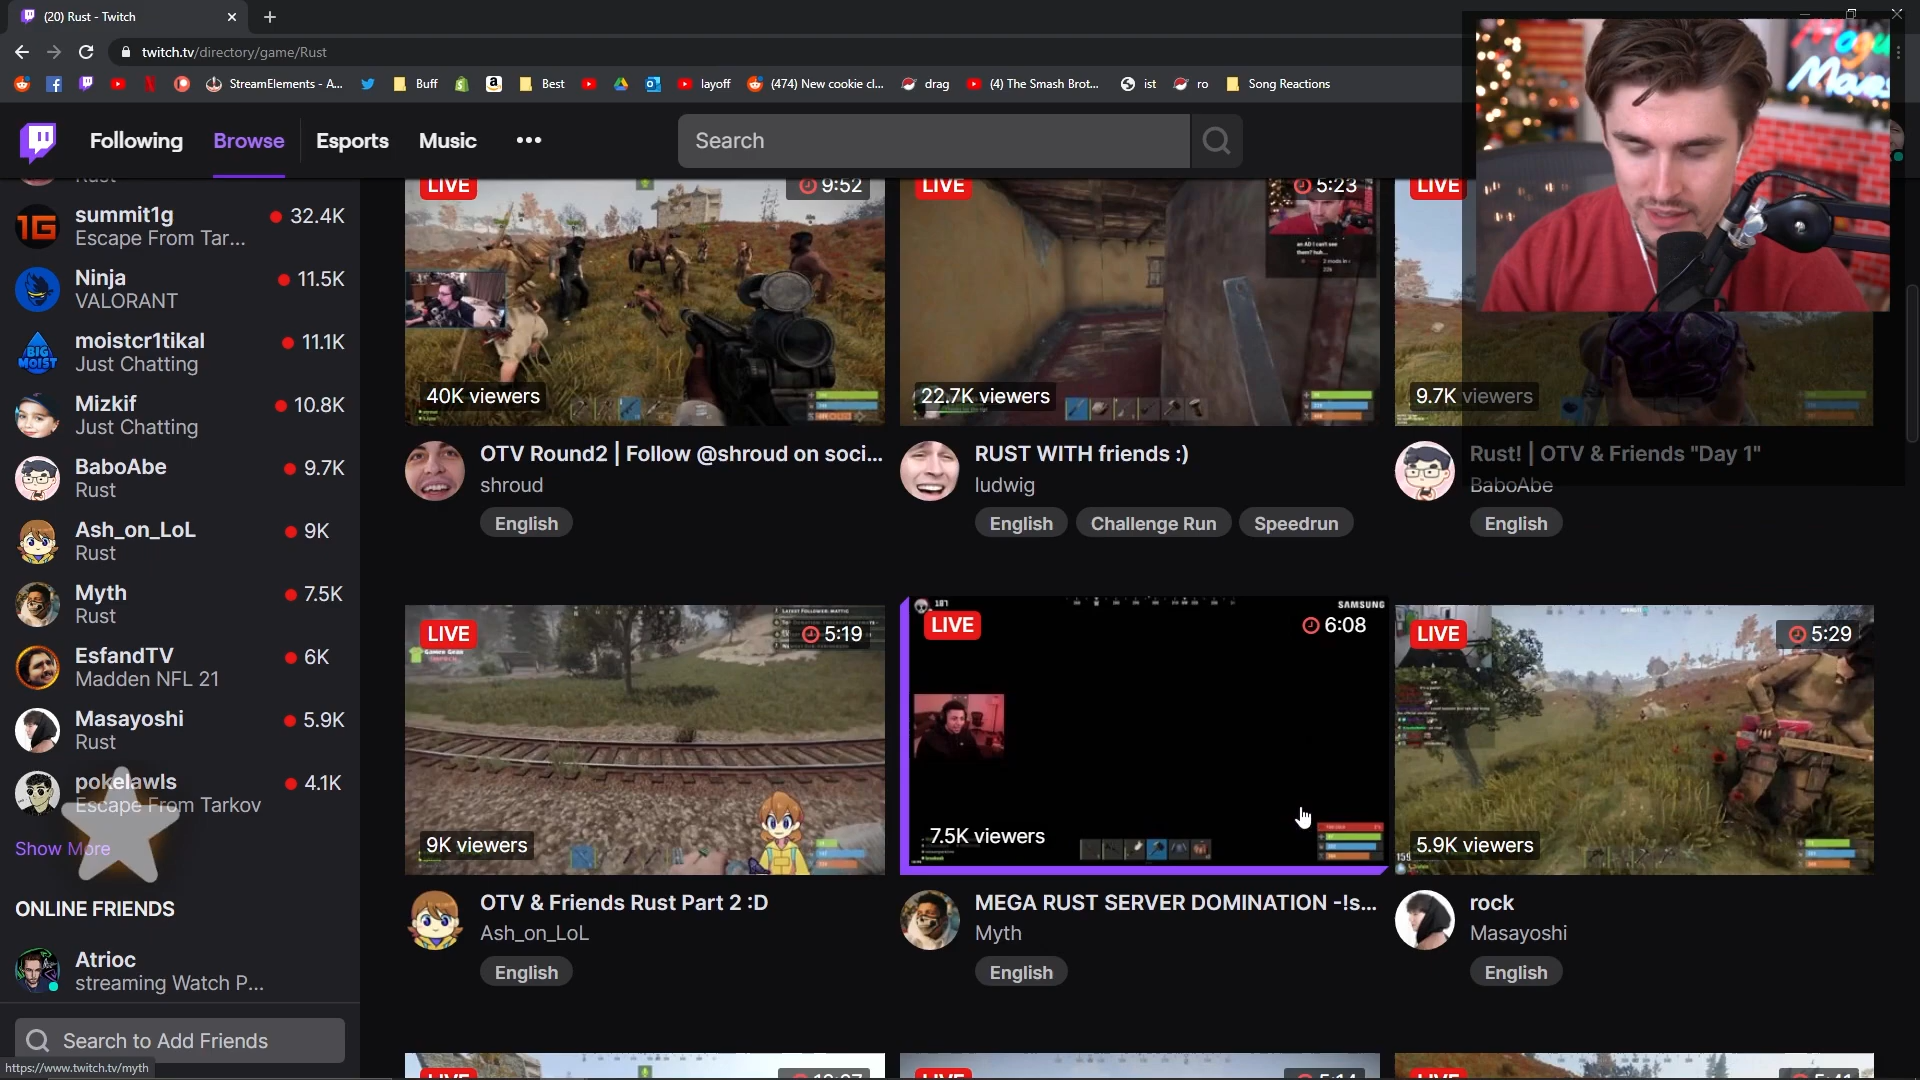 (20) Rust - Twitch
twitch.tv/directory/game/Rust
StreamElements - A...
Buff
Best
layoff
(474) New cookie cl...
drag
(4) The Smash Brot...
ist
ro
Song Reactions
Following
Browse
Esports
Music
Search
Rust
summit1g
32.4K
Escape From Tar...
Ninja
11.5K
VALORANT
moistcr1tikal
11.1K
Just Chatting
Mizkif
10.8K
Just Chatting
BaboAbe
9.7K
Rust
Ash_on_LoL
9K
Rust
Myth
7.5K
Rust
EsfandTV
6K
Madden NFL 21
Masayoshi
5.9K
Rust
pokelawls
4.1K
Escape From Tarkov
Show More
ONLINE FRIENDS
Atrioc
streaming Watch P...
Search to Add Friends
https://www.twitch.tv/myth
LIVE
9:52
40K viewers
OTV Round2 | Follow @shroud on soci...
shroud
English
LIVE
5:23
22.7K viewers
RUST WITH friends :)
ludwig
English
Challenge Run
Speedrun
LIVE
9.7K viewers
Rust! | OTV & Friends "Day 1"
BaboAbe
English
LIVE
5:19
9K viewers
OTV & Friends Rust Part 2 :D
Ash_on_LoL
English
LIVE
SAMSUNG
6:08
7.5K viewers
MEGA RUST SERVER DOMINATION -!s...
Myth
English
LIVE
5:29
5.9K viewers
rock
Masayoshi
English
LIVE
LIVE
LIVE